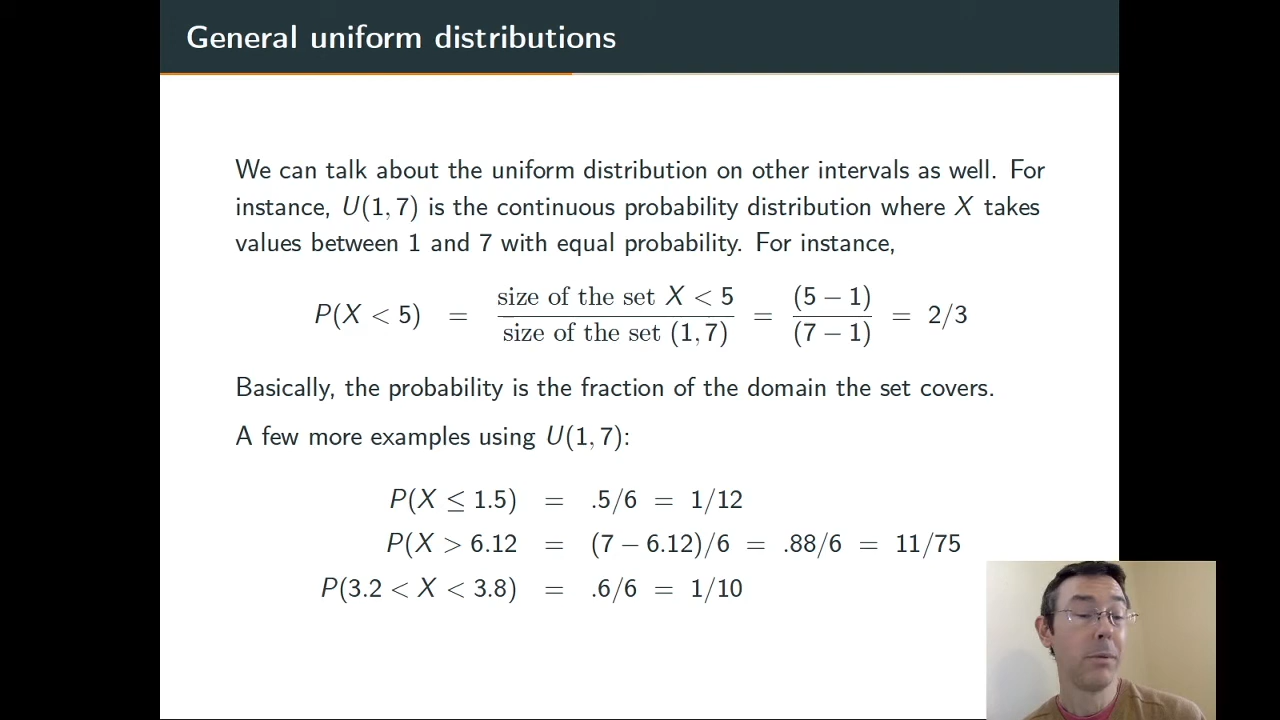 General uniform distributions
We can talk about the uniform distribution on other intervals as well. For
instance, U(1, 7) is the continuous probability distribution where X takes
values between 1 and 7 with equal probability. For instance,
P(X < 5) = size of the set X < 5 / size of the set (1, 7) = (5 − 1) / (7 − 1) = 2/3
Basically, the probability is the fraction of the domain the set covers.
A few more examples using U(1, 7):
P(X ≤ 1.5) = .5/6 = 1/12
P(X > 6.12 = (7 − 6.12)/6 = .88/6 = 11/75
P(3.2 < X < 3.8) = .6/6 = 1/10